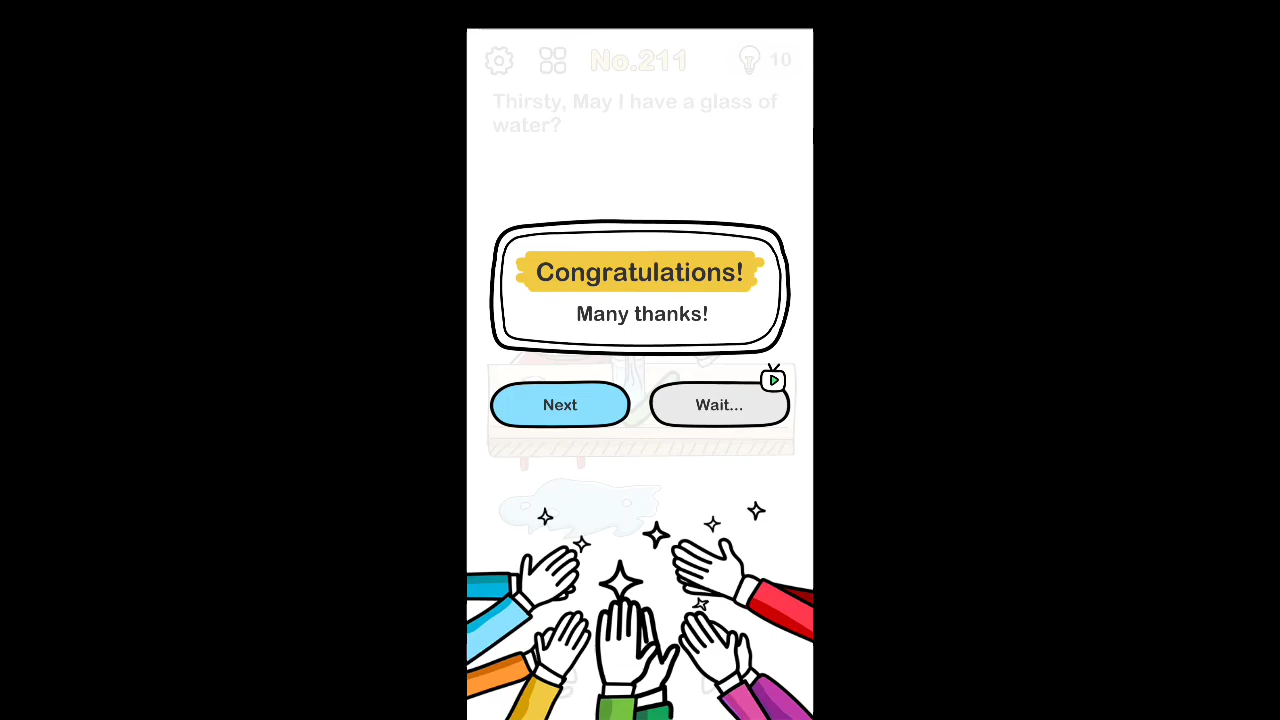 No.211
10
Thirsty, May I have a glass of
water?
Congratulations!
Many thanks!
Next
Wait...